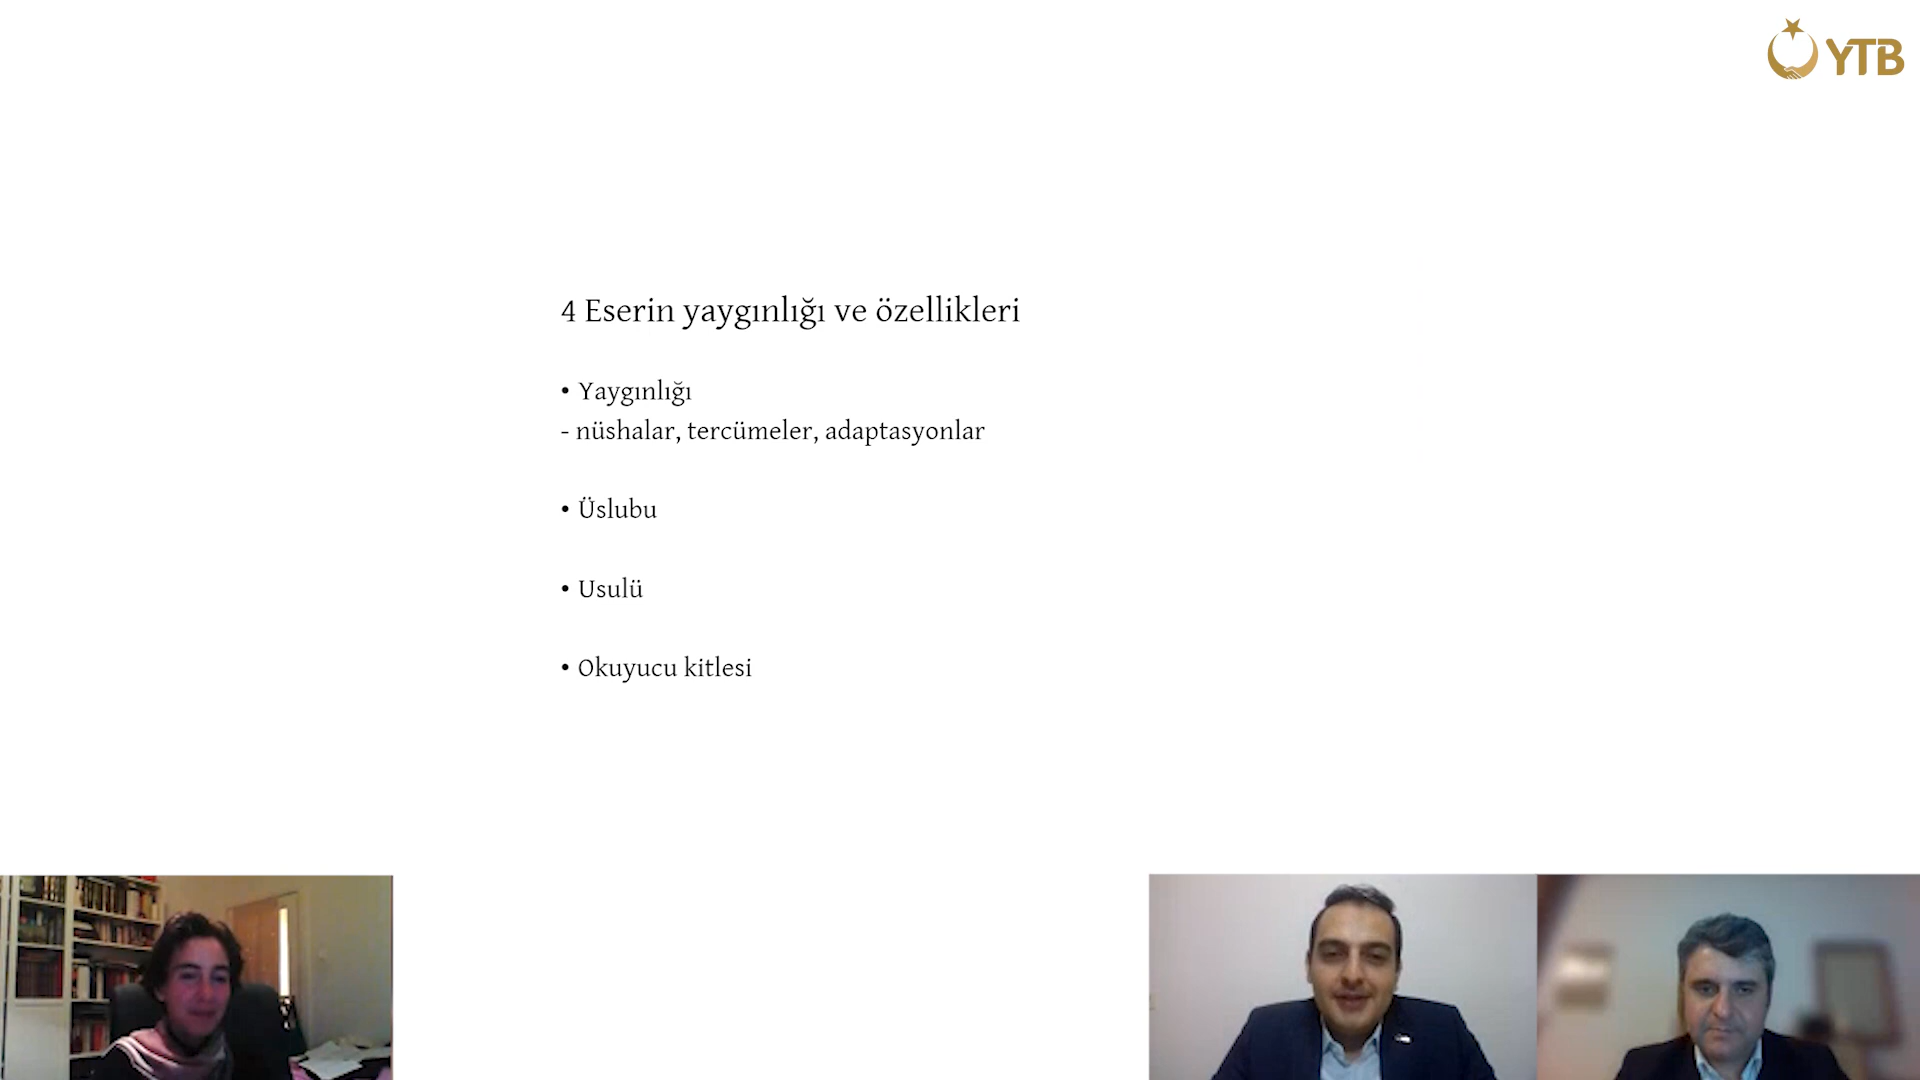 YTB
4 Eserin yaygınlığı ve özellikleri
• Yaygınlığı
- nüshalar, tercümeler, adaptasyonlar
• Üslubu
• Usulü
• Okuyucu kitlesi